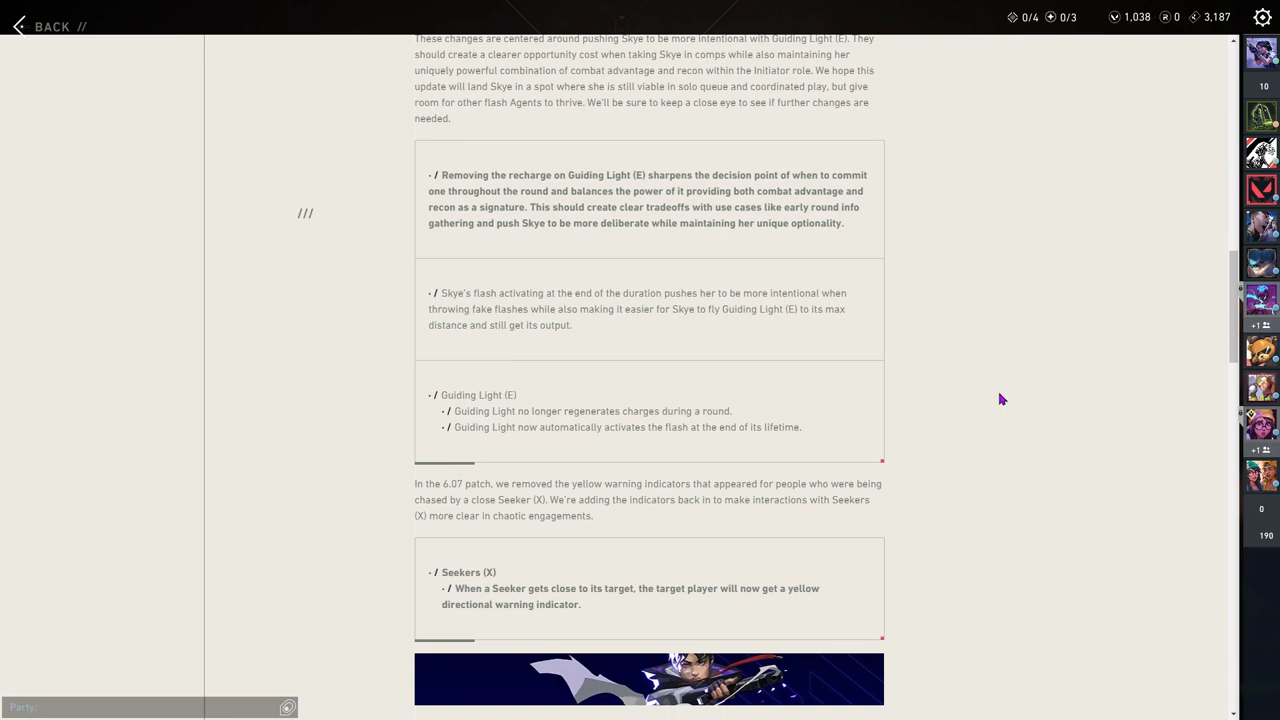 BACK //
0/4 0/3 1,038 0 3,187
These changes are centered around pushing Skye to be more intentional with Guiding Light (E). They
should create a clearer opportunity cost when taking Skye in comps while also maintaining her
uniquely powerful combination of combat advantage and recon within the Initiator role. We hope this
update will land Skye in a spot where she is still viable in solo queue and coordinated play, but give
room for other flash Agents to thrive. We'll be sure to keep a close eye to see if further changes are
needed.
///
· / Removing the recharge on Guiding Light (E) sharpens the decision point of when to commit
one throughout the round and balances the power of it providing both combat advantage and
recon as a signature. This should create clear tradeoffs with use cases like early round info
gathering and push Skye to be more deliberate while maintaining her unique optionality.
· / Skye's flash activating at the end of the duration pushes her to be more intentional when
throwing fake flashes while also making it easier for Skye to fly Guiding Light (E) to its max
distance and still get its output.
· / Guiding Light (E)
· / Guiding Light no longer regenerates charges during a round.
· / Guiding Light now automatically activates the flash at the end of its lifetime.
In the 6.07 patch, we removed the yellow warning indicators that appeared for people who were being
chased by a close Seeker (X). We're adding the indicators back in to make interactions with Seekers
(X) more clear in chaotic engagements.
· / Seekers (X)
· / When a Seeker gets close to its target, the target player will now get a yellow
directional warning indicator.
Party:
10
+1
+1
0
190